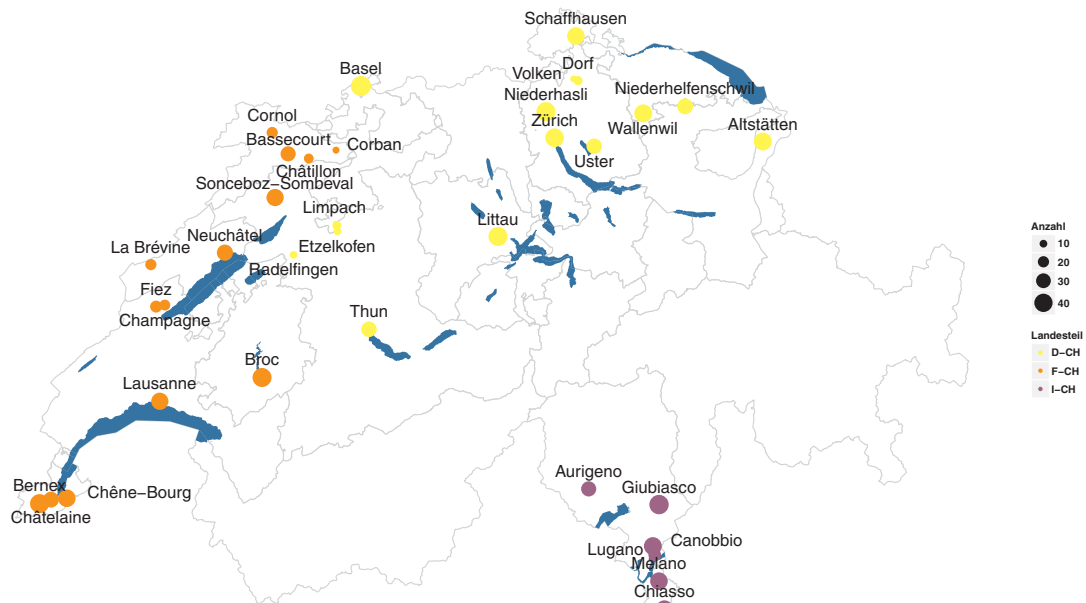 Schaffhausen
Dorf
Volken
Basel
Niederhasli
Niederhelfenschwil
Cornol
Zürich
Wallenwil
Altstätten
Bassecourt
Corban
Uster
Châtillon
Sonceboz–Sombeval
Limpach
Littau
Neuchâtel
La Brévine
Etzelkofen
Radelfingen
Fiez
Champagne
Thun
Broc
Lausanne
Bernex
Chêne–Bourg
Châtelaine
Aurigeno
Giubiasco
Canobbio
Lugano
Melano
Chiasso
Anzahl
10
20
30
40
Landesteil
D–CH
F–CH
I–CH